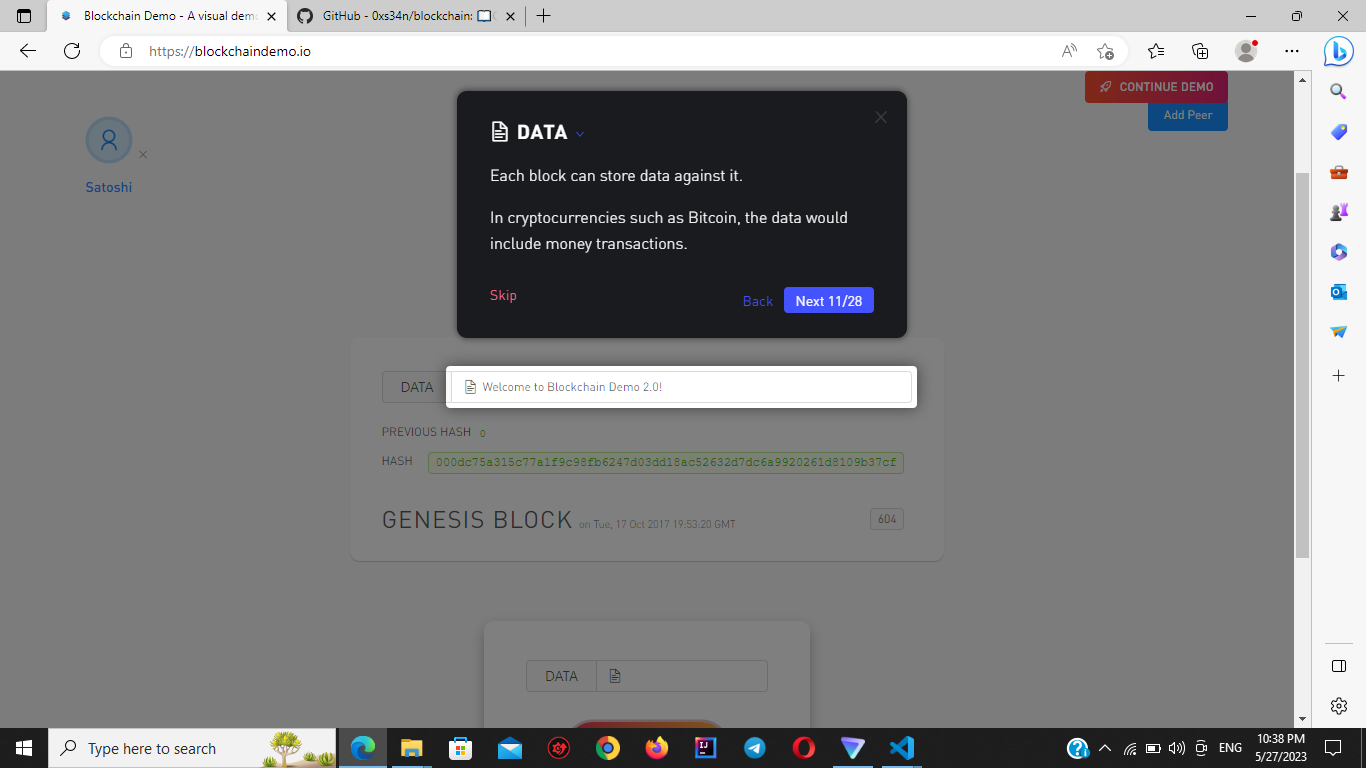 Blockchain Demo - A visual demo
GitHub - 0xs34n/blockchain:
https://blockchaindemo.io
CONTINUE DEMO
Add Peer
Satoshi
DATA
Each block can store data against it.
In cryptocurrencies such as Bitcoin, the data would
include money transactions.
Skip
Back
Next 11/28
DATA
Welcome to Blockchain Demo 2.0!
PREVIOUS HASH 0
HASH 000dc75a315c77a1f9c98fb6247d03dd18ac52632d7dc6a9920261d8109b37cf
GENESIS BLOCK on Tue, 17 Oct 2017 19:53:20 GMT
604
DATA
Type here to search
ENG
10:38 PM
5/27/2023